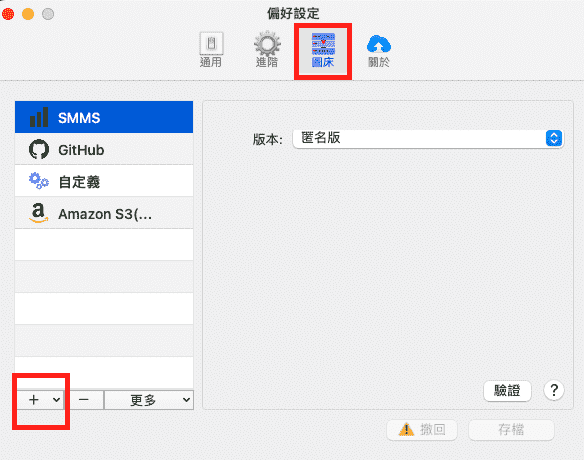 偏好設定
通用
進階
圖床
關於
SMMS
版本: 匿名版
GitHub
自定義
Amazon S3(...
+
−
更多
驗證
?
撤回
存檔